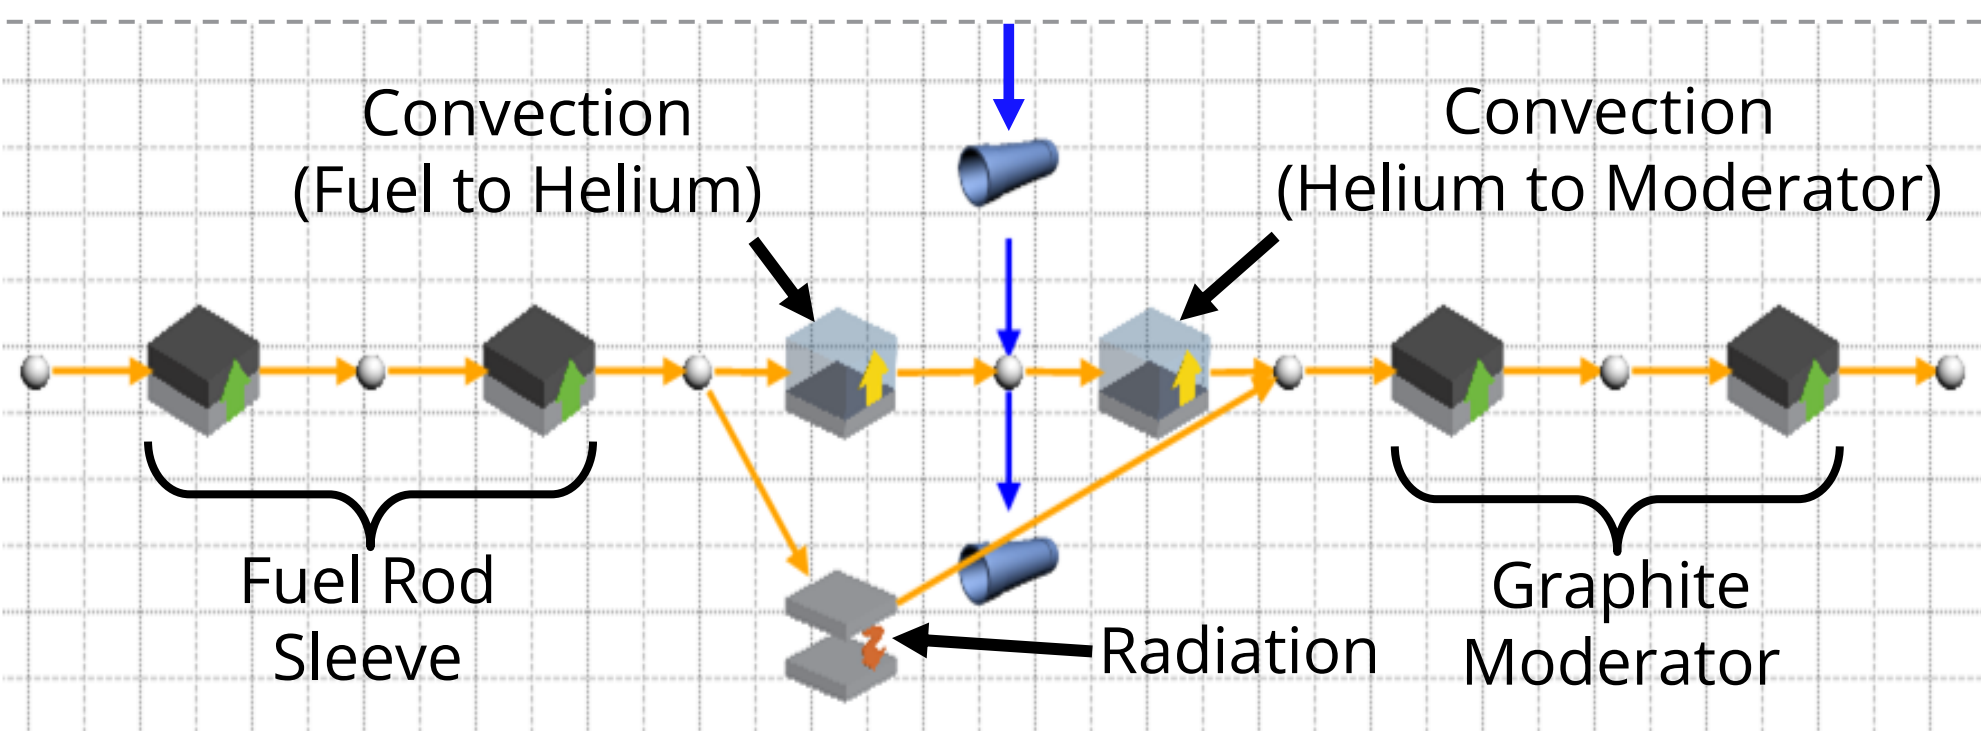 Convection
(Fuel to Helium)
Convection
(Helium to Moderator)
Fuel Rod
Sleeve
Radiation
Graphite
Moderator